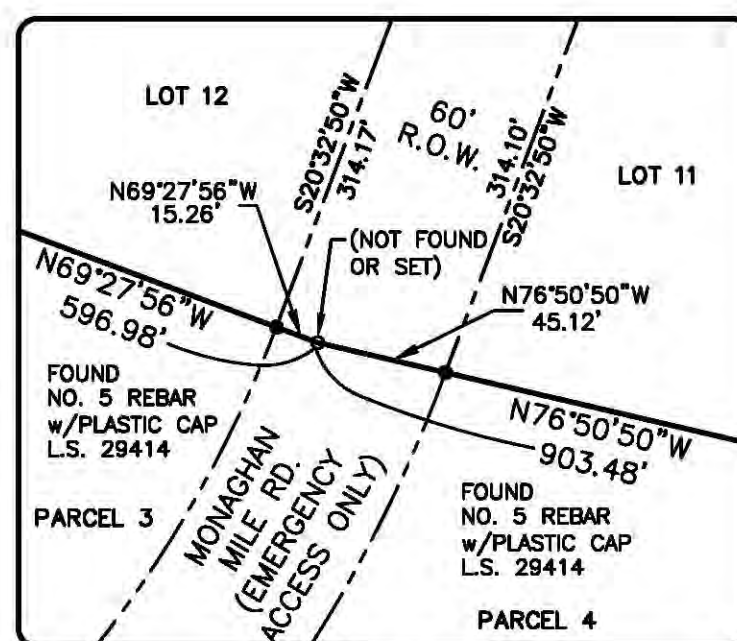 LOT 12
S20°32'50"W
314.17'
60'
R.O.W.
314.10'
S20°32'50"W
LOT 11
N69°27'56"W
15.26'
(NOT FOUND
OR SET)
N76°50'50"W
45.12'
N69°27'56"W
596.98'
FOUND
NO. 5 REBAR
w/PLASTIC CAP
L.S. 29414
PARCEL 3
MONAGHAN
MILE RD.
(EMERGENCY
ACCESS ONLY)
N76°50'50"W
903.48'
FOUND
NO. 5 REBAR
w/PLASTIC CAP
L.S. 29414
PARCEL 4